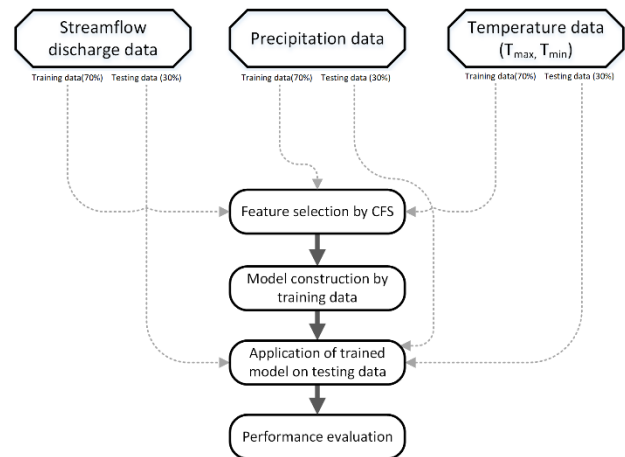 Streamflow
discharge data
Precipitation data
Temperature data
(Tmax, Tmin)
Training data(70%) Testing data (30%)
Training data(70%) Testing data (30%)
Training data(70%) Testing data (30%)
Feature selection by CFS
Model construction by
training data
Application of trained
model on testing data
Performance evaluation